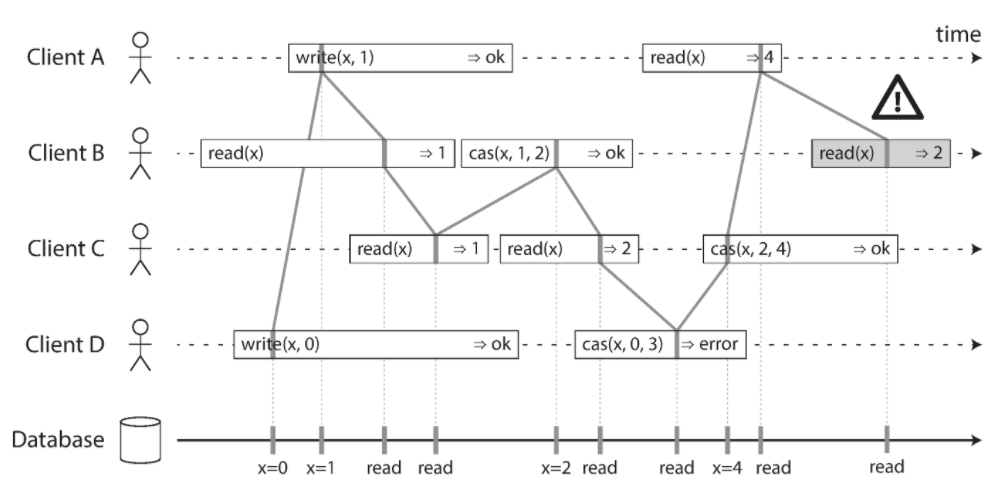 time
Client A write(x, 1) ⇒ ok read(x) ⇒ 4
Client B read(x) ⇒ 1 cas(x, 1, 2) ⇒ ok read(x) ⇒ 2
Client C read(x) ⇒ 1 read(x) ⇒ 2 cas(x, 2, 4) ⇒ ok
Client D write(x, 0) ⇒ ok cas(x, 0, 3) ⇒ error
Database
x=0 x=1 read read x=2 read read x=4 read read